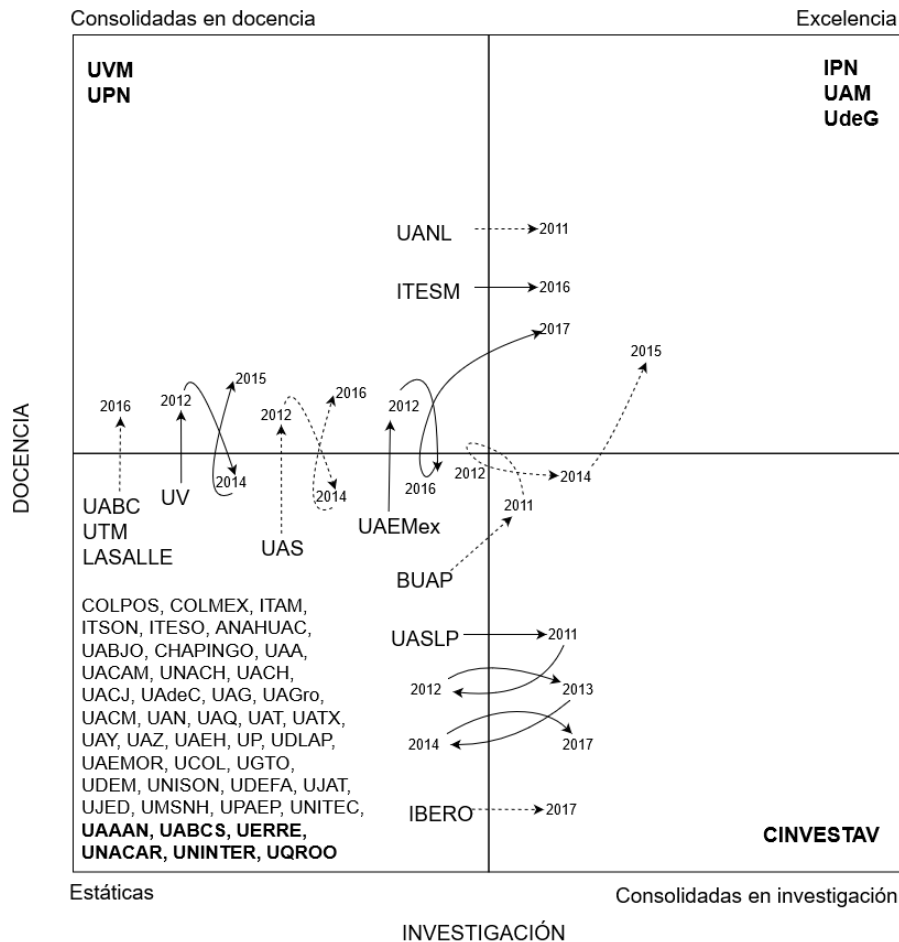 Consolidadas en docencia
Excelencia
UVM
UPN
IPN
UAM
UdeG
UANL
2011
ITESM
2016
2017
2015
2016
2012
2015
2012
2016
2012
DOCENCIA
2014
2014
2016
2012
2014
2011
UABC
UTM
LASALLE
UV
UAS
UAEMex
BUAP
COLPOS, COLMEX, ITAM,
ITSON, ITESO, ANAHUAC,
UABJO, CHAPINGO, UAA,
UACAM, UNACH, UACH,
UACJ, UAdeC, UAG, UAGro,
UACM, UAN, UAQ, UAT, UATX,
UAY, UAZ, UAEH, UP, UDLAP,
UAEMOR, UCOL, UGTO,
UDEM, UNISON, UDEFA, UJAT,
UJED, UMSNH, UPAEP, UNITEC,
UAAAN, UABCS, UERRE,
UNACAR, UNINTER, UQROO
UASLP
2011
2012
2013
2014
2017
IBERO
2017
CINVESTAV
Estáticas
Consolidadas en investigación
INVESTIGACIÓN